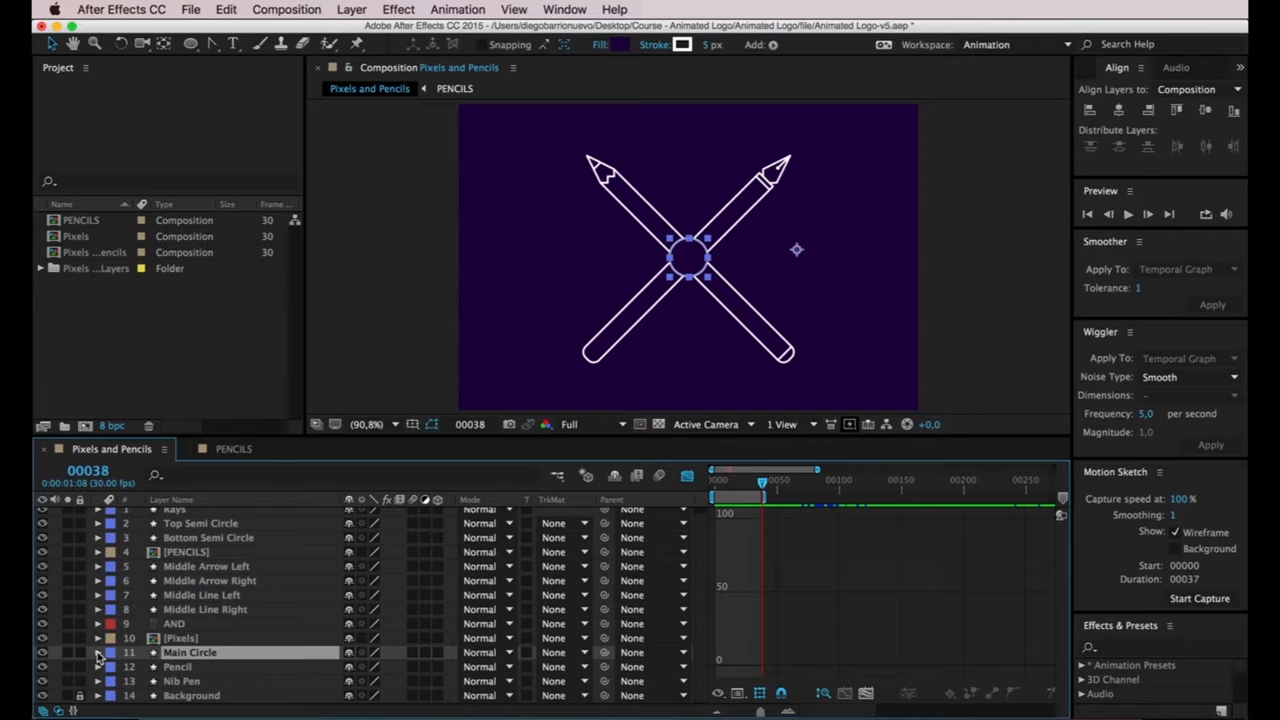 After Effects CC File Edit Composition Layer Effect Animation View Window Help
Adobe After Effects CC 2015 - /Users/diegobarrionuevo/Desktop/Course - Animated Logo/Animated Logo/file/Animated Logo-v5.aep *
Snapping Fill: Stroke: 5 px Add: Workspace: Animation Search Help
Project Composition Pixels and Pencils Align Audio
Pixels and Pencils PENCILS Align Layers to: Composition
Distribute Layers:
Preview
Name Type Size Frame ...
PENCILS Composition 30
Pixels Composition 30
Pixels ...encils Composition 30
Pixels ...Layers Folder
Smoother
Apply To: Temporal Graph
Tolerance: 1
Apply
Wiggler
Apply To: Temporal Graph
Noise Type: Smooth
Dimensions: -
Frequency: 5,0 per second
Magnitude: 1,0
Apply
8 bpc (90,8%) 00038 Full Active Camera 1 View +0,0
Pixels and Pencils PENCILS
00038
0:00:01:08 (30.00 fps)
0000 00050 00100 00150 00200 00250
# Layer Name Mode T TrkMat Parent
1 Rays Normal None
2 Top Semi Circle Normal None None
3 Bottom Semi Circle Normal None None
4 [PENCILS] Normal None None
5 Middle Arrow Left Normal None None
6 Middle Arrow Right Normal None None
7 Middle Line Left Normal None None
8 Middle Line Right Normal None None
9 AND Normal None None
10 [Pixels] Normal None None
11 Main Circle Normal None None
12 Pencil Normal None None
13 Nib Pen Normal None None
14 Background Normal None None
100
50
0
Motion Sketch
Capture speed at: 100 %
Smoothing: 1
Show: Wireframe
Background
Start: 00000
Duration: 00037
Start Capture
Effects & Presets
* Animation Presets
3D Channel
Audio